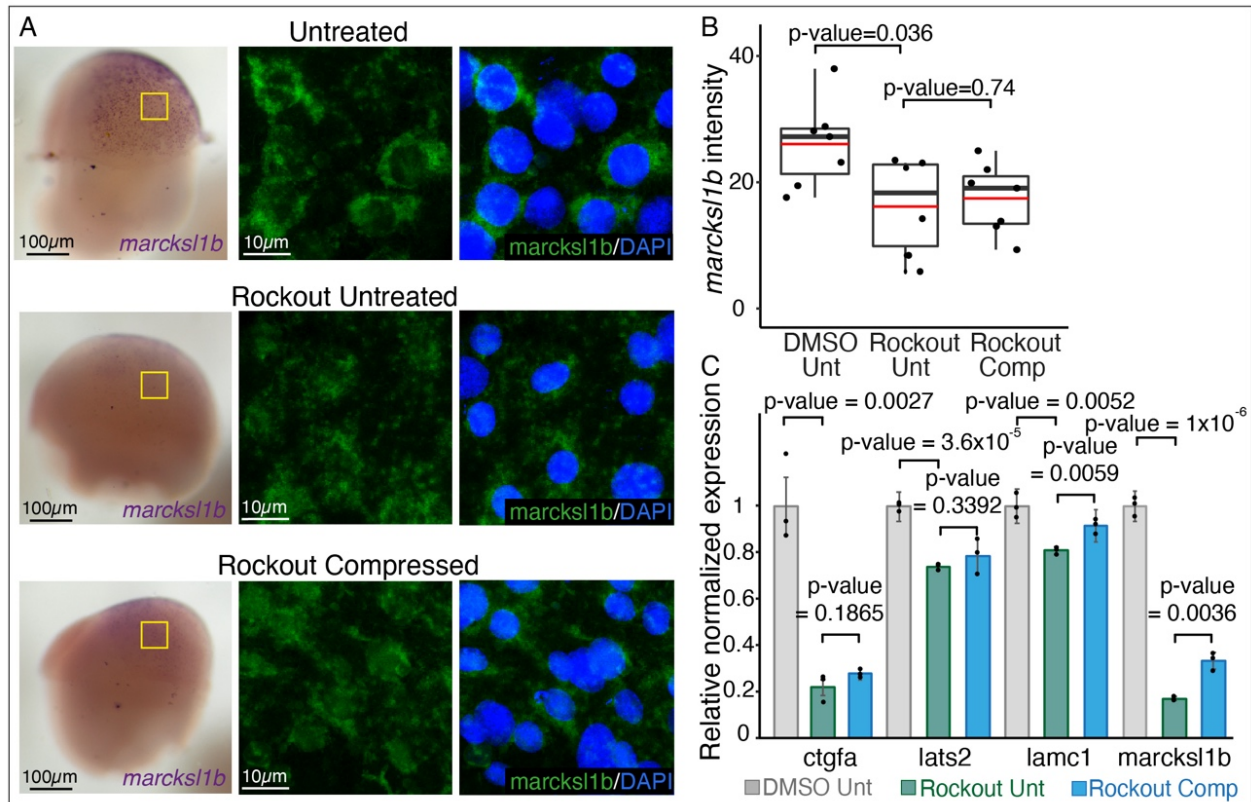 A
Untreated
100µm
marcksl1b
10µm
marcksl1b/DAPI
Rockout Untreated
100µm
marcksl1b
10µm
marcksl1b/DAPI
Rockout Compressed
100µm
marcksl1b
10µm
marcksl1b/DAPI
B
marcksl1b intensity
40
20
0
p-value=0.036
p-value=0.74
DMSO
Unt
Rockout
Unt
Rockout
Comp
C
Relative normalized expression
1
0.8
0.6
0.4
0.2
0
p-value = 0.0027
p-value = 0.1865
p-value = 3.6x10-5
p-value
= 0.3392
p-value = 0.0052
p-value
= 0.0059
p-value = 1x10-6
p-value
= 0.0036
ctgfa
lats2
lamc1
marcksl1b
DMSO Unt
Rockout Unt
Rockout Comp